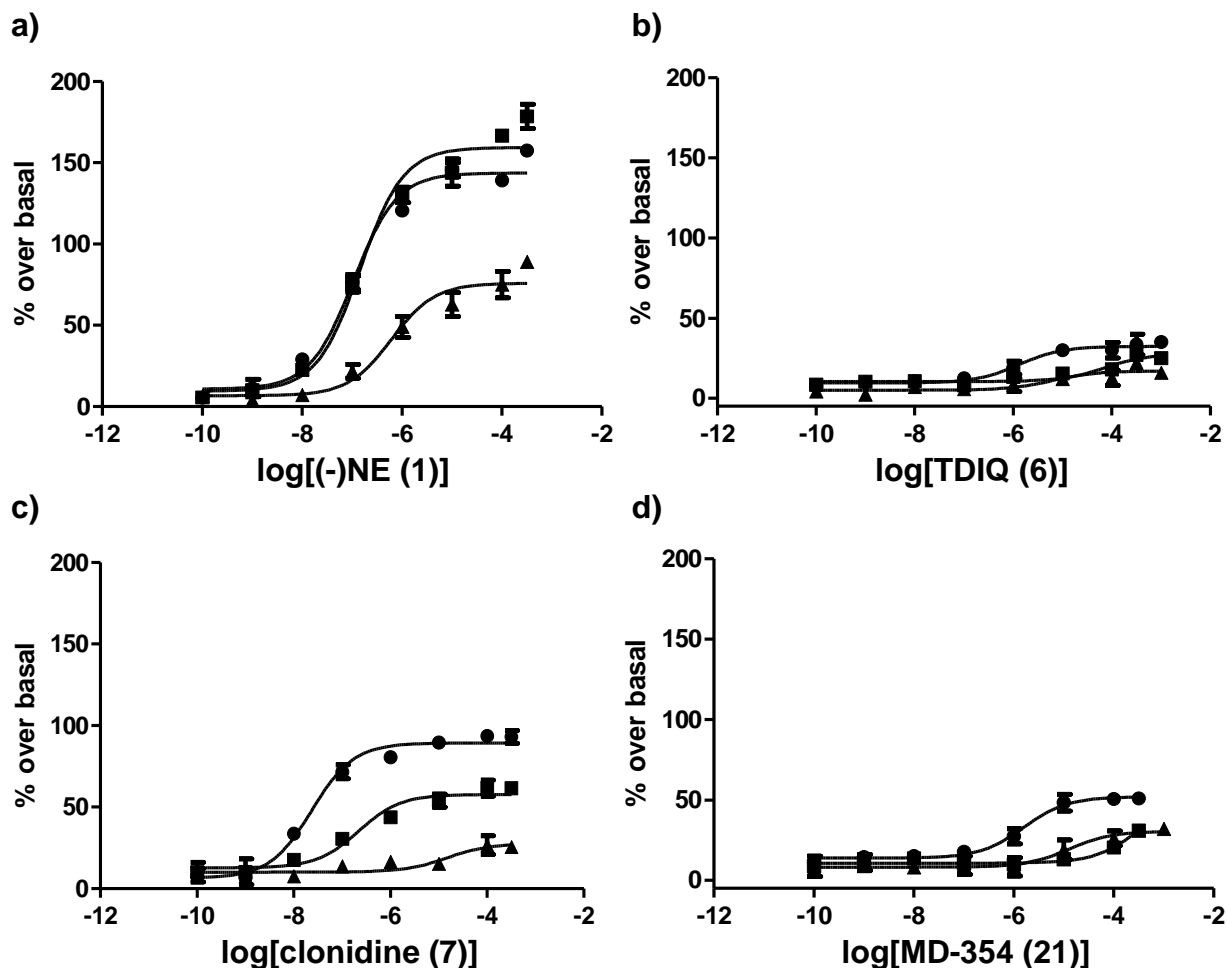 a)
% over basal
200
150
100
50
0
-12 -10 -8 -6 -4 -2
log[(-)NE (1)]
b)
% over basal
200
150
100
50
0
-12 -10 -8 -6 -4 -2
log[TDIQ (6)]
c)
% over basal
200
150
100
50
0
-12 -10 -8 -6 -4 -2
log[clonidine (7)]
d)
% over basal
200
150
100
50
0
-12 -10 -8 -6 -4 -2
log[MD-354 (21)]